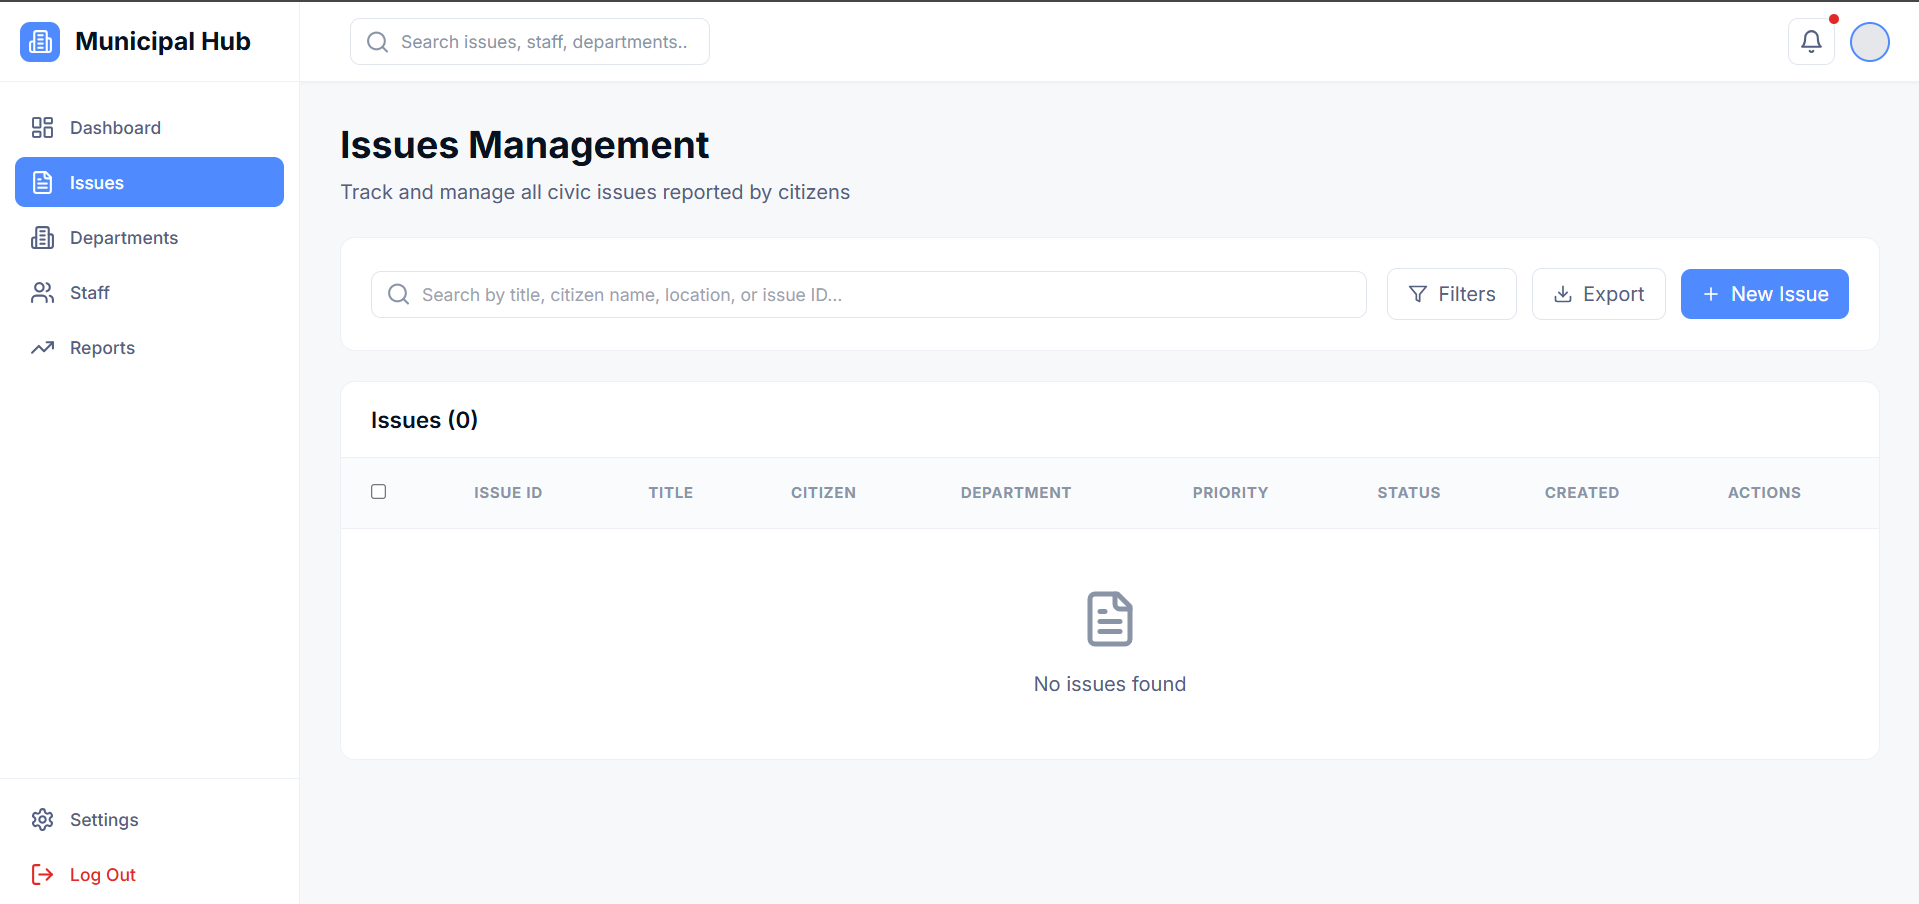 Municipal Hub
Search issues, staff, departments..
Dashboard
Issues
Departments
Staff
Reports
Settings
Log Out
Issues Management
Track and manage all civic issues reported by citizens
Search by title, citizen name, location, or issue ID...
Filters
Export
New Issue
Issues (0)
ISSUE ID TITLE CITIZEN DEPARTMENT PRIORITY STATUS CREATED ACTIONS
No issues found